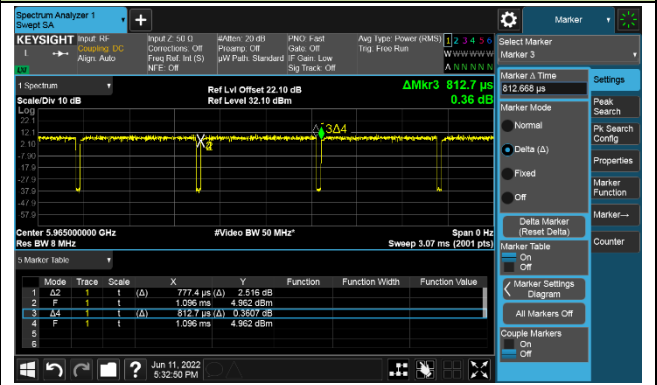 Spectrum Analyzer 1
Swept SA
+
Marker
KEYSIGHT Input: RF Input Z: 50 Ω #Atten: 20 dB PNO: Fast Avg Type: Power (RMS) 1 2 3 4 5 6
L Coupling: DC Corrections: Off Preamp: Off Gate: Off Trig: Free Run W W W W W W
Align: Auto Freq Ref: Int (S) µW Path: Standard IF Gain: Low
NFE: Off Sig Track: Off A N N N N N
Select Marker
Marker 3
1 Spectrum
Ref Lvl Offset 22.10 dB
ΔMkr3 812.7 µs
Scale/Div 10 dB
Ref Level 32.10 dBm
0.36 dB
Log
22.1
12.1
2.10
-7.90
-17.9
-27.9
-37.9
-47.9
-57.9
3Δ4
X
Center 5.965000000 GHz #Video BW 50 MHz* Span 0 Hz
Res BW 8 MHz Sweep 3.07 ms (2001 pts)
5 Marker Table
Mode Trace Scale X Y Function Function Width Function Value
1 Δ2 1 t (Δ) 777.4 µs (Δ) 2.516 dB
2 F 1 t 1.096 ms 4.962 dBm
3 Δ4 1 t (Δ) 812.7 µs (Δ) 0.3607 dB
4 F 1 t 1.096 ms 4.962 dBm
5
6
Marker Δ Time
812.668 µs
Marker Mode
Normal
Delta (Δ)
Fixed
Off
Delta Marker
(Reset Delta)
Marker Table
On
Off
Marker Settings
Diagram
All Markers Off
Couple Markers
On
Off
Settings
Peak
Search
Pk Search
Config
Properties
Marker
Function
Marker→
Counter
?
Jun 11, 2022
5:32:50 PM